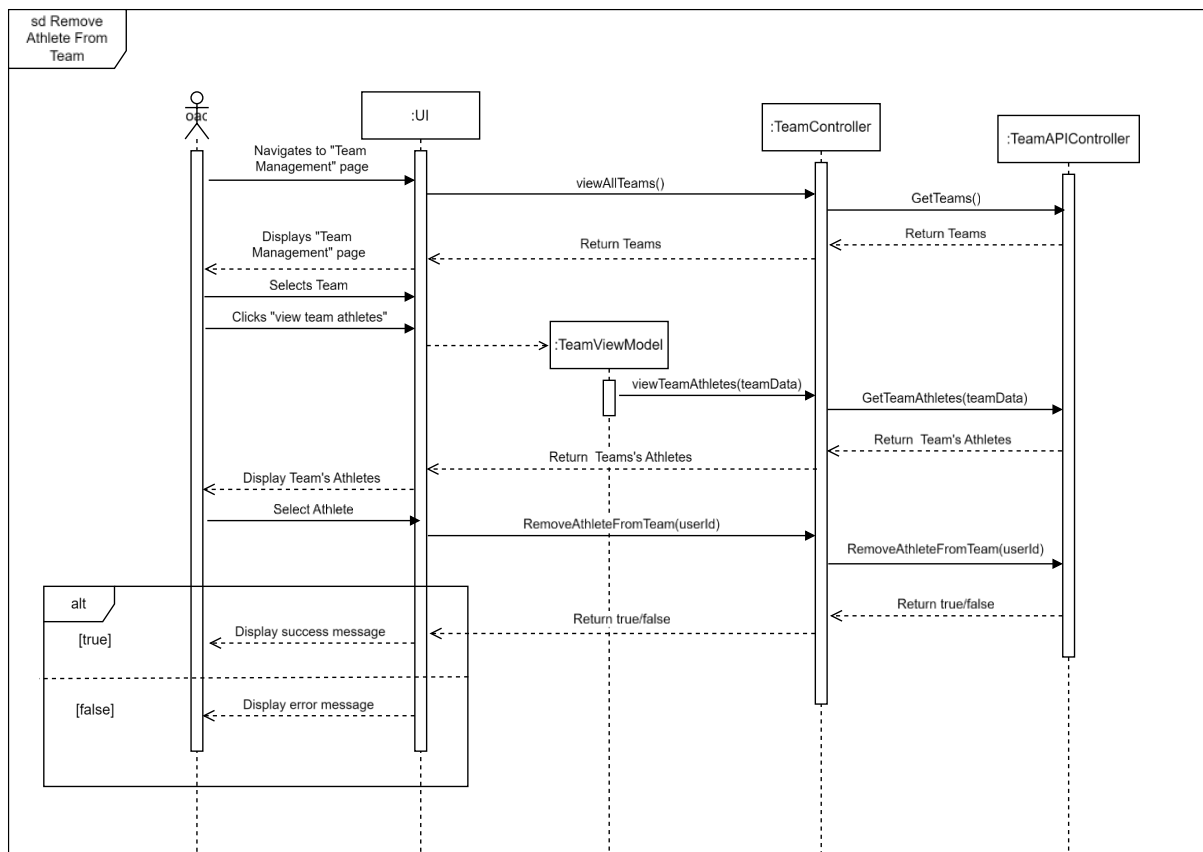 sd Remove
Athlete From
Team
:UI
:TeamController
:TeamAPIController
Navigates to "Team
Management" page
viewAllTeams()
GetTeams()
Return Teams
Return Teams
Displays "Team
Management" page
Selects Team
Clicks "view team athletes"
:TeamViewModel
viewTeamAthletes(teamData)
GetTeamAthletes(teamData)
Return  Team's Athletes
Return  Teams's Athletes
Display Team's Athletes
Select Athlete
RemoveAthleteFromTeam(userId)
RemoveAthleteFromTeam(userId)
alt
Return true/false
Return true/false
[true]
Display success message
[false]
Display error message